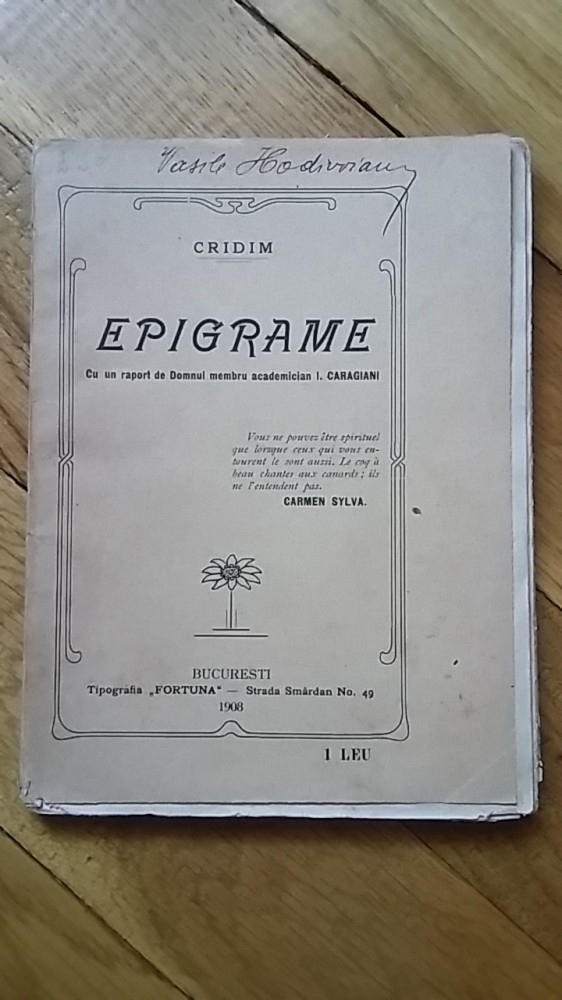 Vasile Hodivoianu
CRIDIM
EPIGRAME
Cu un raport de Domnul membru academician I. CARAGIANI
Vous ne pouvez être spirituel
que lorsque ceux qui vous en-
tourent le sont aussi. Le coq à
beau chanter aux canards ; ils
ne l'entendent pas.
CARMEN SYLVA.
BUCURESTI
Tipografia „FORTUNA“ — Strada Smârdan No. 49
1908
1 LEU